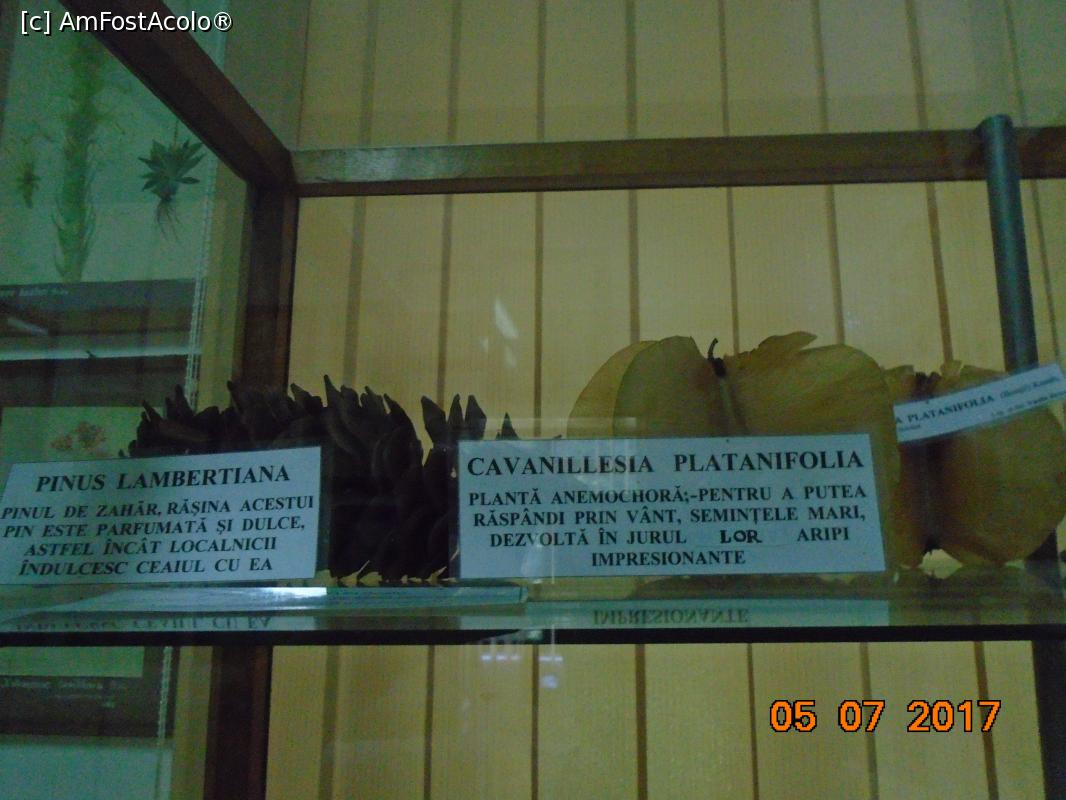 [c] AmFostAcolo®
PINUS LAMBERTIANA
PINUL DE ZAHĂR, RĂȘINA ACESTUI
PIN ESTE PARFUMATĂ ȘI DULCE,
ASTFEL ÎNCÂT LOCALNICII
ÎNDULCESC CEAIUL CU EA
CAVANILLESIA PLATANIFOLIA
PLANTĂ ANEMOCHORĂ;-PENTRU A PUTEA
RĂSPÂNDI PRIN VÂNT, SEMINȚELE MARI,
DEZVOLTĂ ÎN JURUL LOR ARIPI
IMPRESIONANTE
A PLATANIFOLIA
05 07 2017